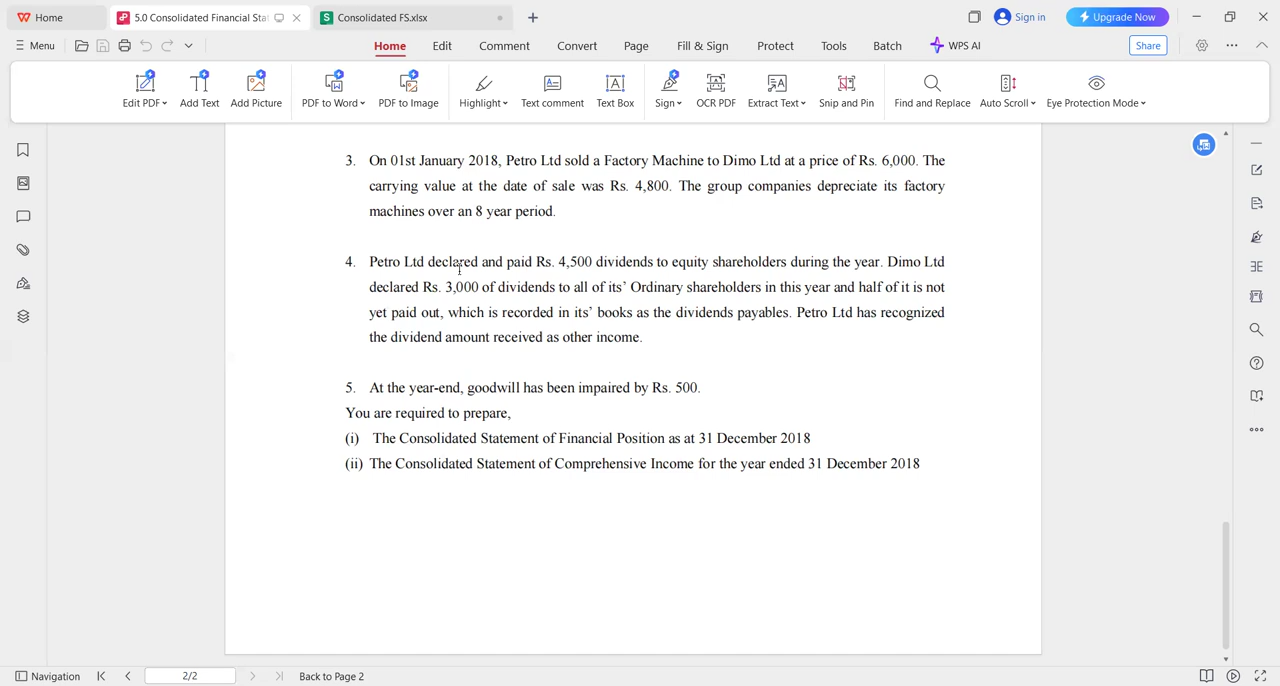 Home
5.0 Consolidated Financial Stat
Consolidated FS.xlsx
Sign in
Upgrade Now
Menu
Home
Edit
Comment
Convert
Page
Fill & Sign
Protect
Tools
Batch
WPS AI
Share
Edit PDF
Add Text
Add Picture
PDF to Word
PDF to Image
Highlight
Text comment
Text Box
Sign
OCR PDF
Extract Text
Snip and Pin
Find and Replace
Auto Scroll
Eye Protection Mode
3. On 01st January 2018, Petro Ltd sold a Factory Machine to Dimo Ltd at a price of Rs. 6,000. The
carrying value at the date of sale was Rs. 4,800. The group companies depreciate its factory
machines over an 8 year period.
4. Petro Ltd declared and paid Rs. 4,500 dividends to equity shareholders during the year. Dimo Ltd
declared Rs. 3,000 of dividends to all of its’ Ordinary shareholders in this year and half of it is not
yet paid out, which is recorded in its’ books as the dividends payables. Petro Ltd has recognized
the dividend amount received as other income.
5. At the year-end, goodwill has been impaired by Rs. 500.
You are required to prepare,
(i) The Consolidated Statement of Financial Position as at 31 December 2018
(ii) The Consolidated Statement of Comprehensive Income for the year ended 31 December 2018
Navigation
2/2
Back to Page 2